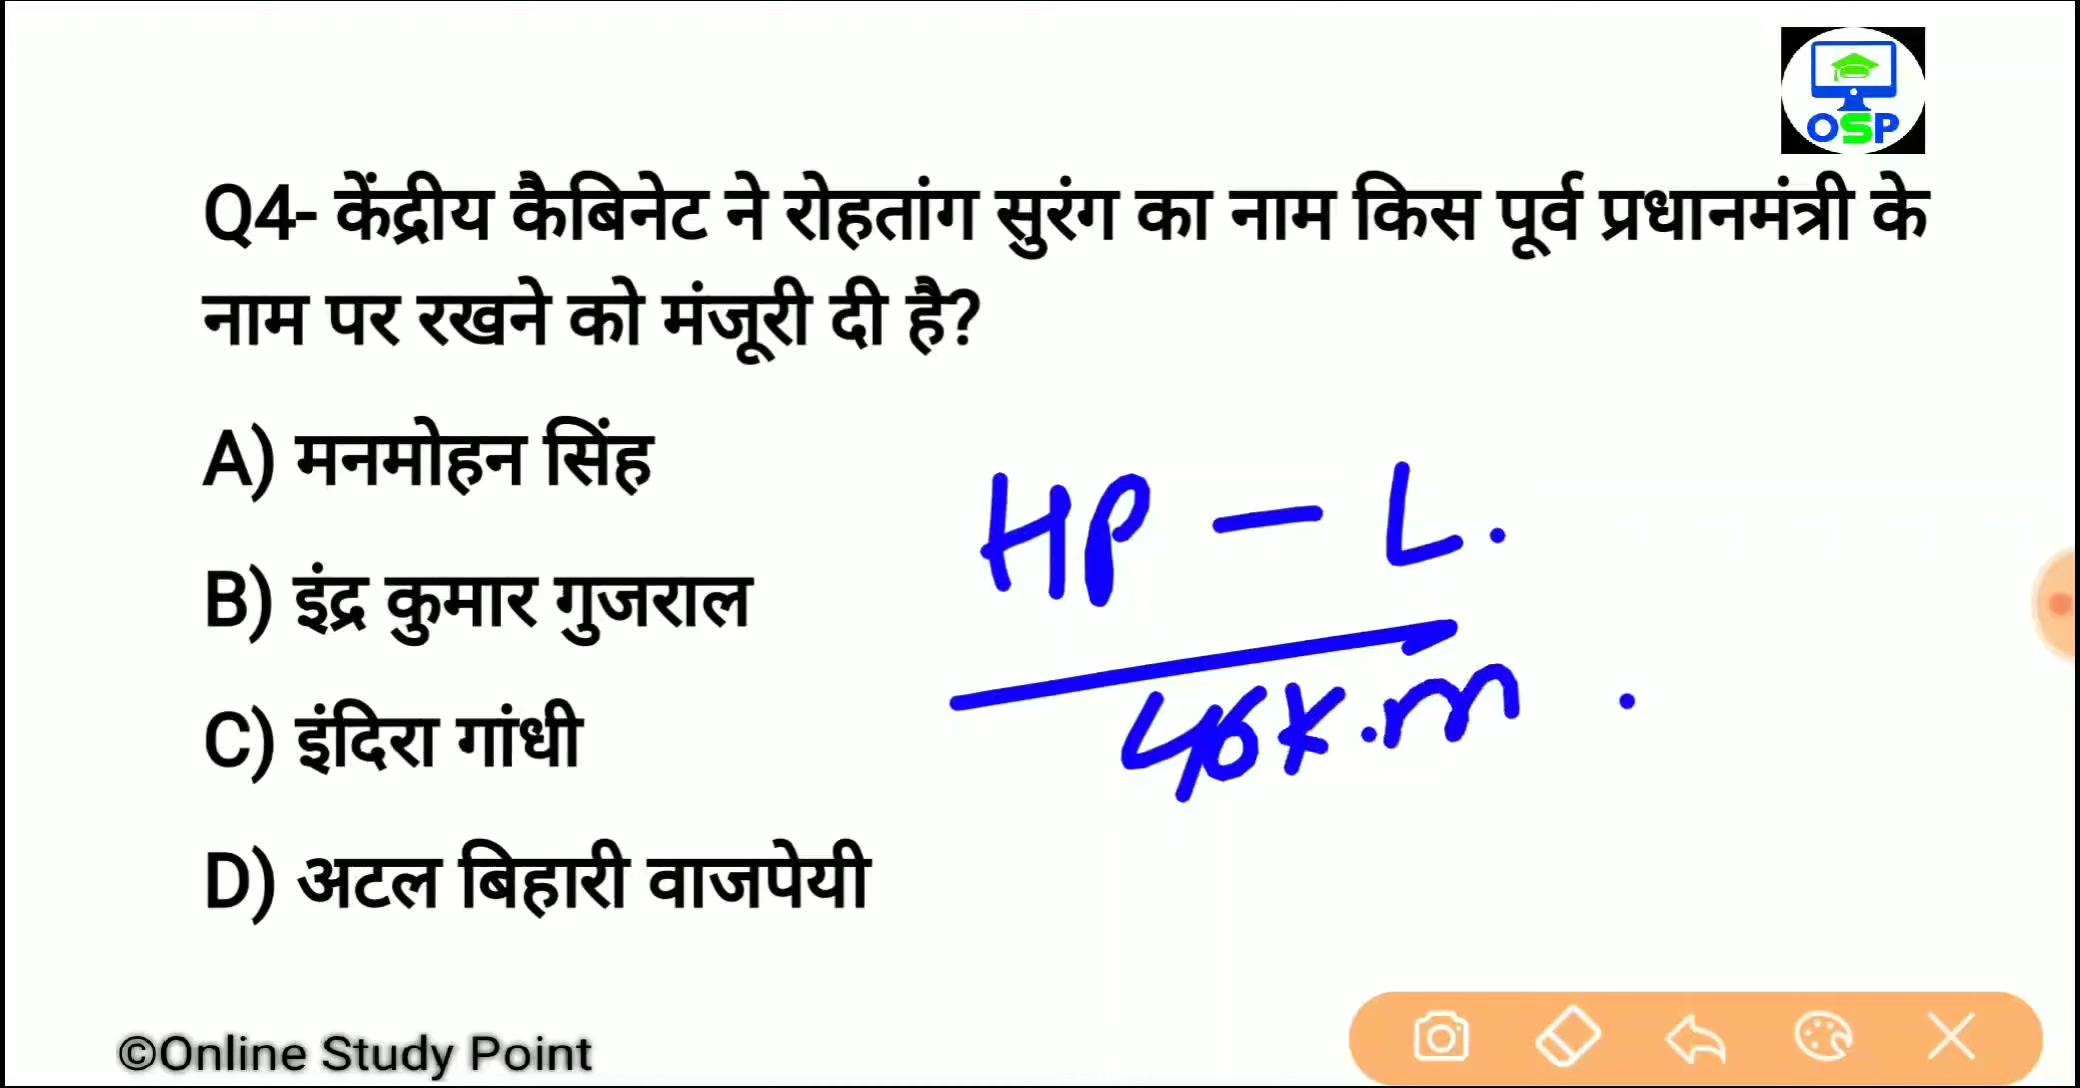 OSP
Q4- केंद्रीय कैबिनेट ने रोहतांग सुरंग का नाम किस पूर्व प्रधानमंत्री के
नाम पर रखने को मंजूरी दी है?
A) मनमोहन सिंह
HP - L.
B) इंद्र कुमार गुजराल
46K.m .
C) इंदिरा गांधी
D) अटल बिहारी वाजपेयी
©Online Study Point